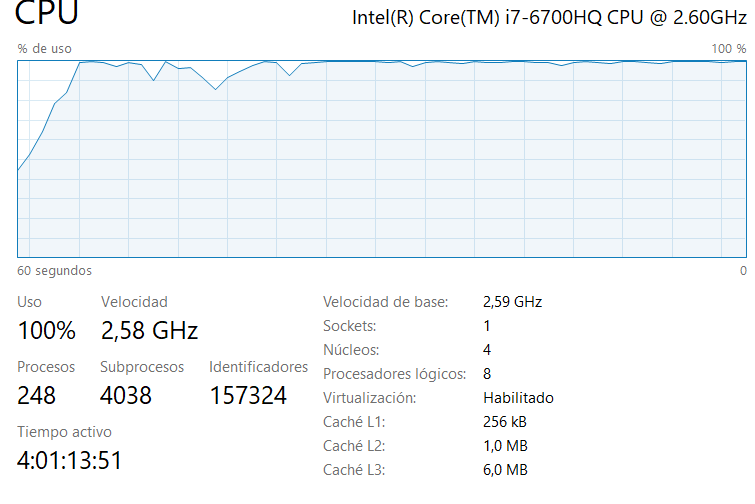 CPU
Intel(R) Core(TM) i7-6700HQ CPU @ 2.60GHz
% de uso
100 %
60 segundos
0
Uso
Velocidad
100%
2,58 GHz
Procesos
Subprocesos
Identificadores
248
4038
157324
Tiempo activo
4:01:13:51
Velocidad de base: 2,59 GHz
Sockets: 1
Núcleos: 4
Procesadores lógicos: 8
Virtualización: Habilitado
Caché L1: 256 kB
Caché L2: 1,0 MB
Caché L3: 6,0 MB